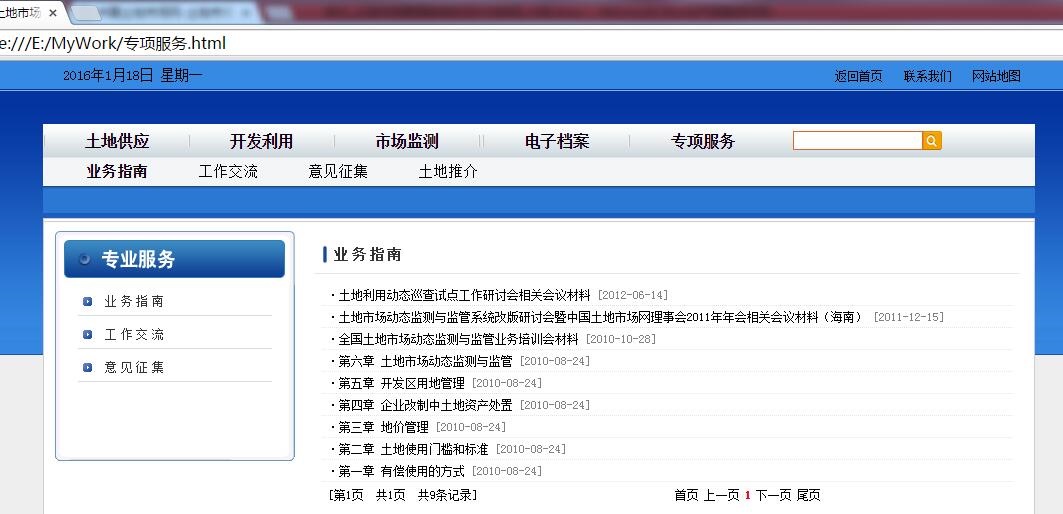 土地市场
e:///E:/MyWork/专项服务.html
2016年1月18日 星期一 返回首页 联系我们 网站地图
土地供应 开发利用 市场监测 电子档案 专项服务
业务指南 工作交流 意见征集 土地推介
专业服务
业务指南
工作交流
意见征集
业务指南
·土地利用动态巡查试点工作研讨会相关会议材料 [2012-06-14]
·土地市场动态监测与监管系统改版研讨会暨中国土地市场网理事会2011年年会相关会议材料（海南） [2011-12-15]
·全国土地市场动态监测与监管业务培训会材料 [2010-10-28]
·第六章 土地市场动态监测与监管 [2010-08-24]
·第五章 开发区用地管理 [2010-08-24]
·第四章 企业改制中土地资产处置 [2010-08-24]
·第三章 地价管理 [2010-08-24]
·第二章 土地使用门槛和标准 [2010-08-24]
·第一章 有偿使用的方式 [2010-08-24]
[第1页 共1页 共9条记录] 首页 上一页 1 下一页 尾页